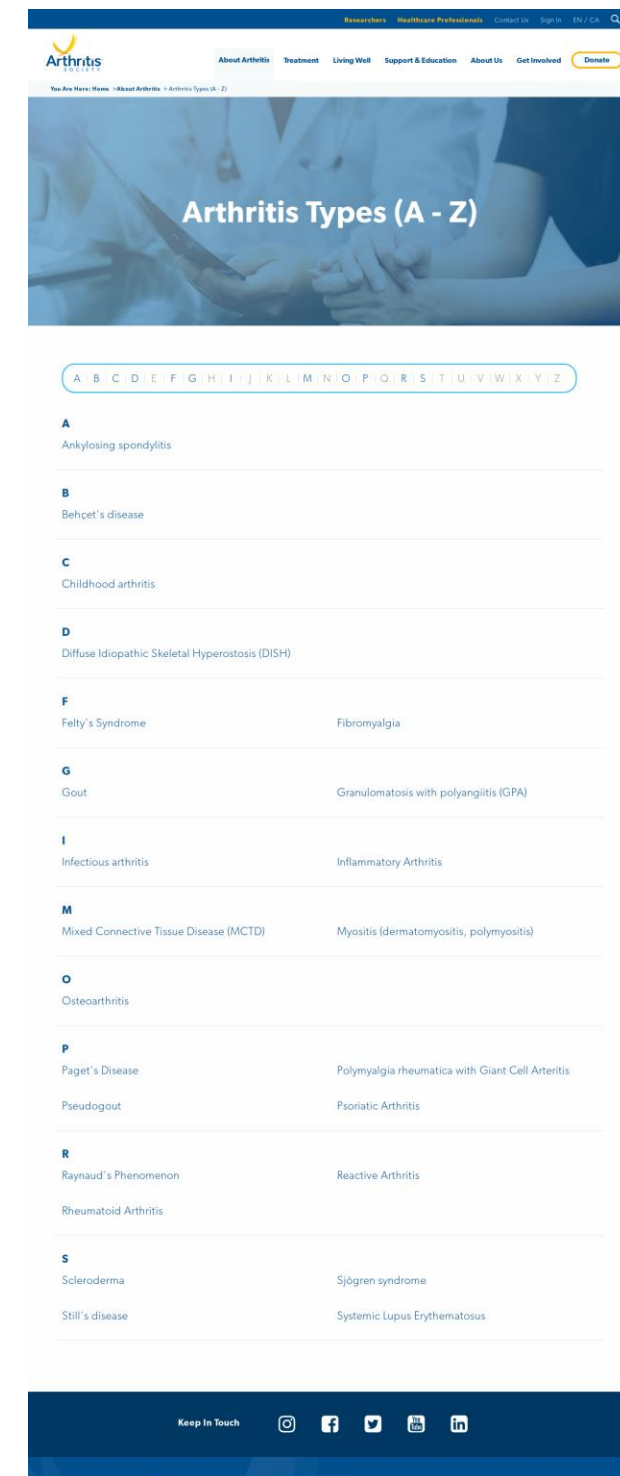 Researchers Healthcare Professionals Contact Us Sign In EN / CA
Arthritis
SOCIETY
About Arthritis Treatment Living Well Support & Education About Us Get Involved Donate
You Are Here: Home >About Arthritis > Arthritis Types (A - Z)
Arthritis Types (A - Z)
A B C D E F G H I J K L M N O P Q R S T U V W X Y Z
A
Ankylosing spondylitis
B
Behçet's disease
C
Childhood arthritis
D
Diffuse Idiopathic Skeletal Hyperostosis (DISH)
F
Felty's Syndrome Fibromyalgia
G
Gout Granulomatosis with polyangiitis (GPA)
I
Infectious arthritis Inflammatory Arthritis
M
Mixed Connective Tissue Disease (MCTD) Myositis (dermatomyositis, polymyositis)
O
Osteoarthritis
P
Paget's Disease Polymyalgia rheumatica with Giant Cell Arteritis
Pseudogout Psoriatic Arthritis
R
Raynaud's Phenomenon Reactive Arthritis
Rheumatoid Arthritis
S
Scleroderma Sjögren syndrome
Still's disease Systemic Lupus Erythematosus
Keep In Touch